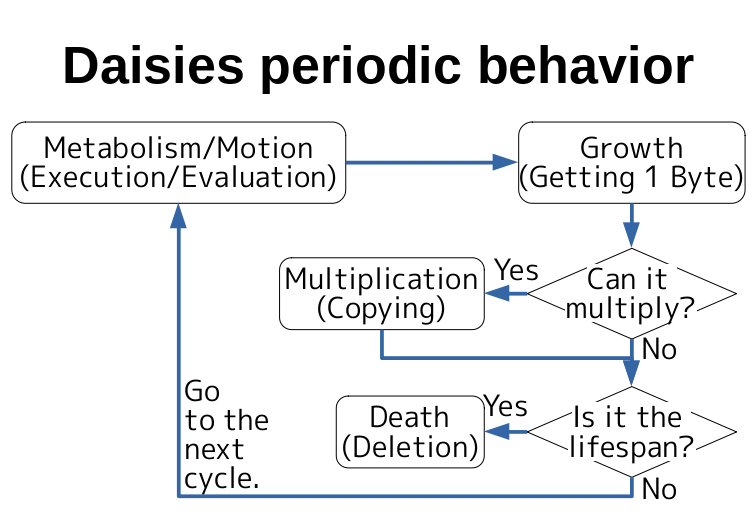 Daisies periodic behavior
Metabolism/Motion
(Execution/Evaluation)
Growth
(Getting 1 Byte)
Can it
multiply?
Yes
Multiplication
(Copying)
No
Is it the
lifespan?
Yes
Death
(Deletion)
No
Go
to the
next
cycle.